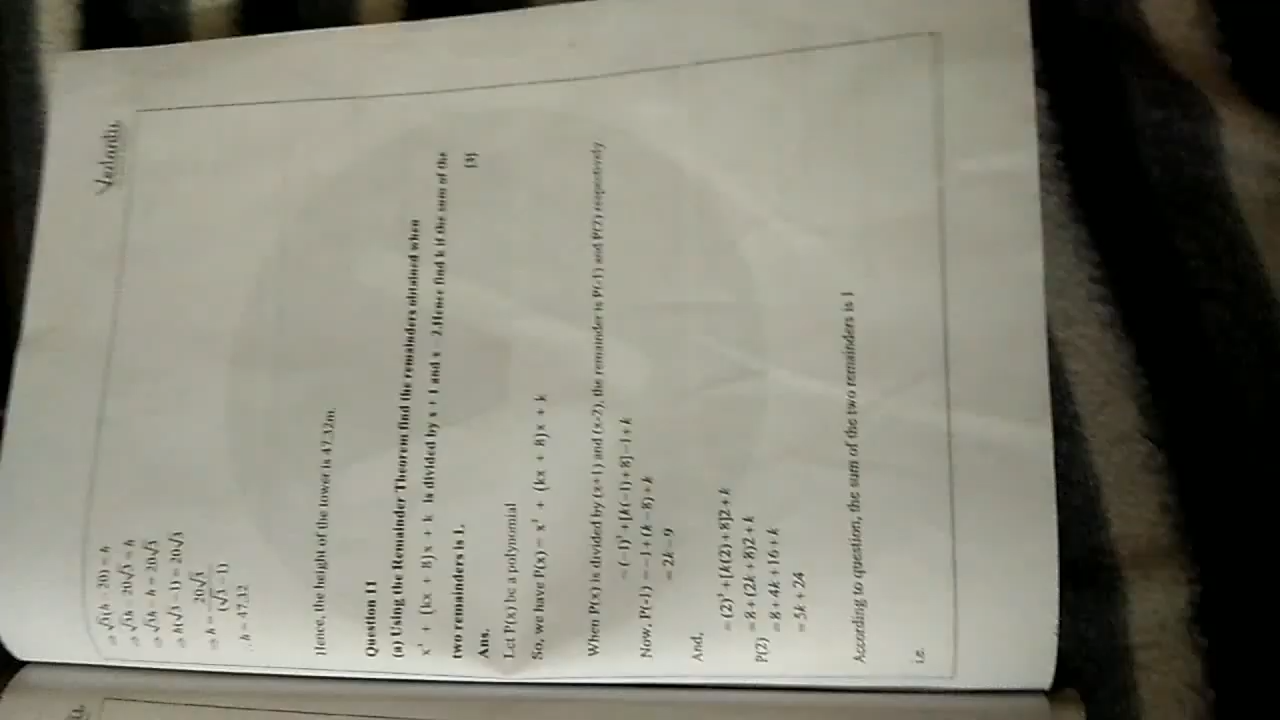 Vedantu
⇒ √3(h - 20) = h
⇒ √3h - 20√3 = h
⇒ √3h - h = 20√3
⇒ h(√3 - 1) = 20√3
⇒ h = 20√3 / (√3 - 1)
∴ h = 47.32
Hence, the height of the tower is 47.32m.
Question 11
(a) Using the Remainder Theorem find the remainders obtained when
x³ + (kx + 8)x + k is divided by x + 1 and x - 2.Hence find k if the sum of the
two remainders is 1. [3]
Ans.
Let P(x) be a polynomial
So, we have P(x) = x³ + (kx + 8)x + k
When P(x) is divided by (x+1) and (x-2), the remainder is P(-1) and P(2) respectively
= (-1)³ + [k(-1)+8]-1+k
Now, P(-1) = -1+(k-8)+k
= 2k-9
And,
= (2)³ + [k(2)+8]2+k
= 8+(2k+8)2+k
P(2)
= 8+4k+16+k
= 5k+24
According to question, the sum of the two remainders is 1
i.e.